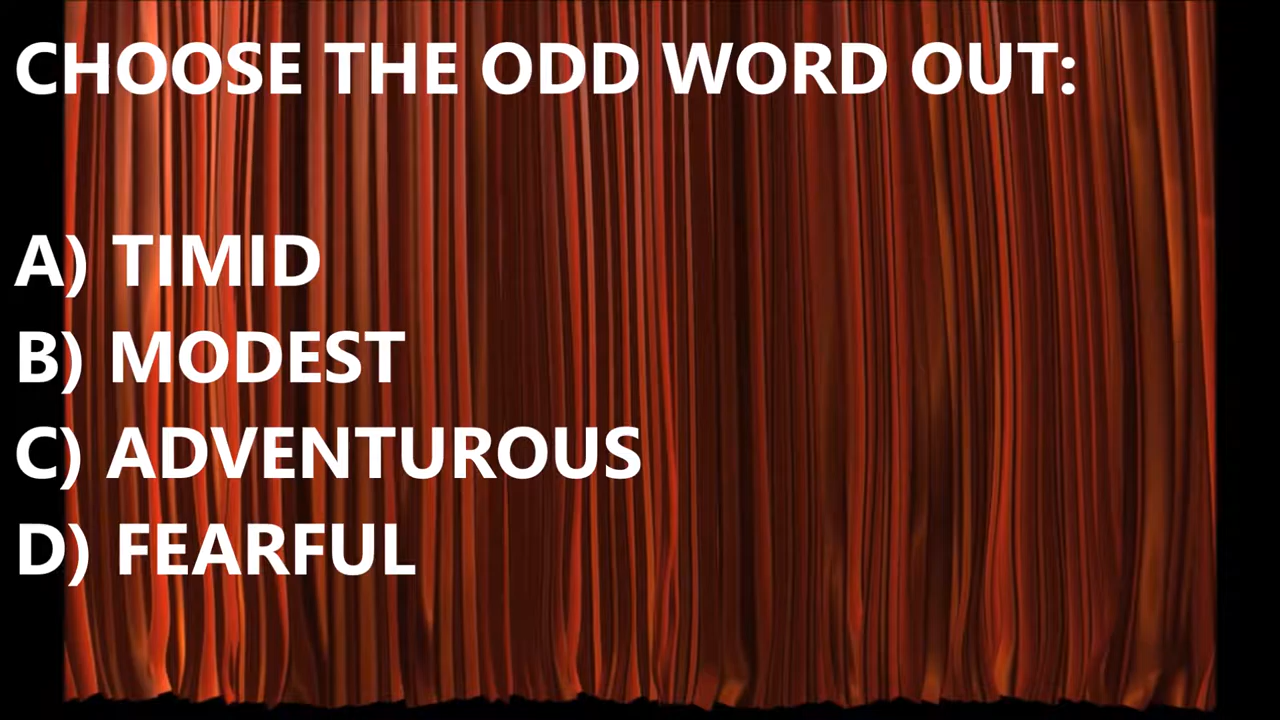 CHOOSE THE ODD WORD OUT:
A) TIMID
B) MODEST
C) ADVENTUROUS
D) FEARFUL